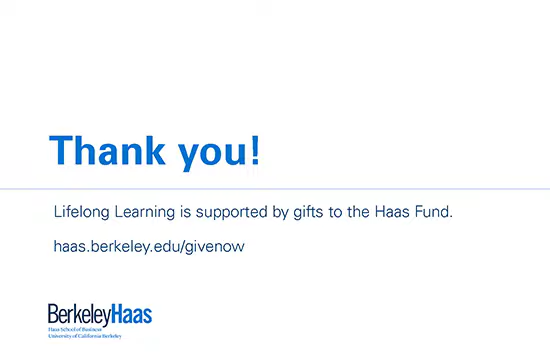 Thank you!
Lifelong Learning is supported by gifts to the Haas Fund.
haas.berkeley.edu/givenow
BerkeleyHaas
Haas School of Business
University of California Berkeley